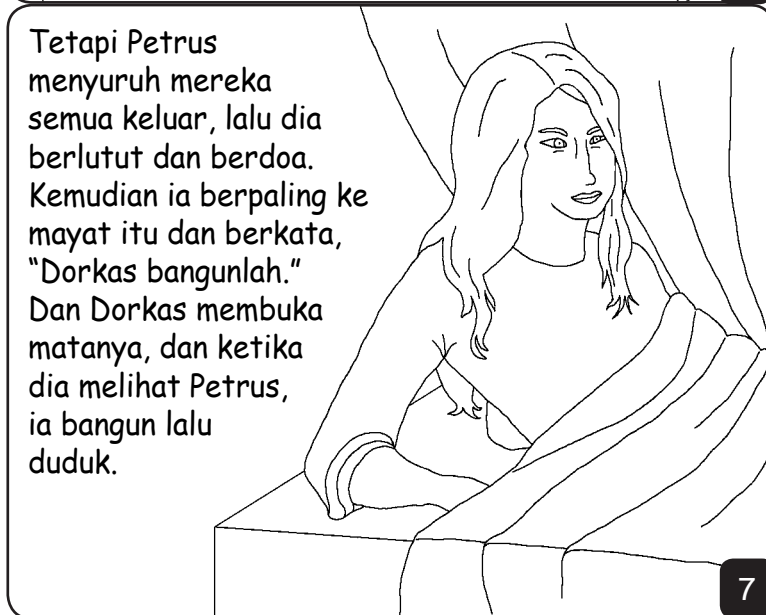 Tetapi Petrus
menyuruh mereka
semua keluar, lalu dia
berlutut dan berdoa.
Kemudian ia berpaling ke
mayat itu dan berkata,
“Dorkas bangunlah.”
Dan Dorkas membuka
matanya, dan ketika
dia melihat Petrus,
ia bangun lalu
duduk.
7